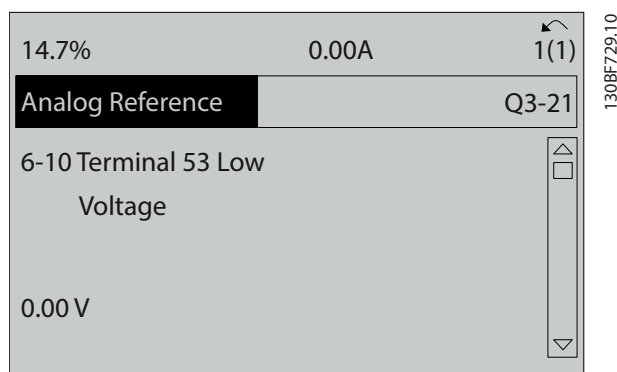 14.7% 0.00A 1(1)
Analog Reference Q3-21
6-10 Terminal 53 Low
Voltage
0.00 V
130BF729.10